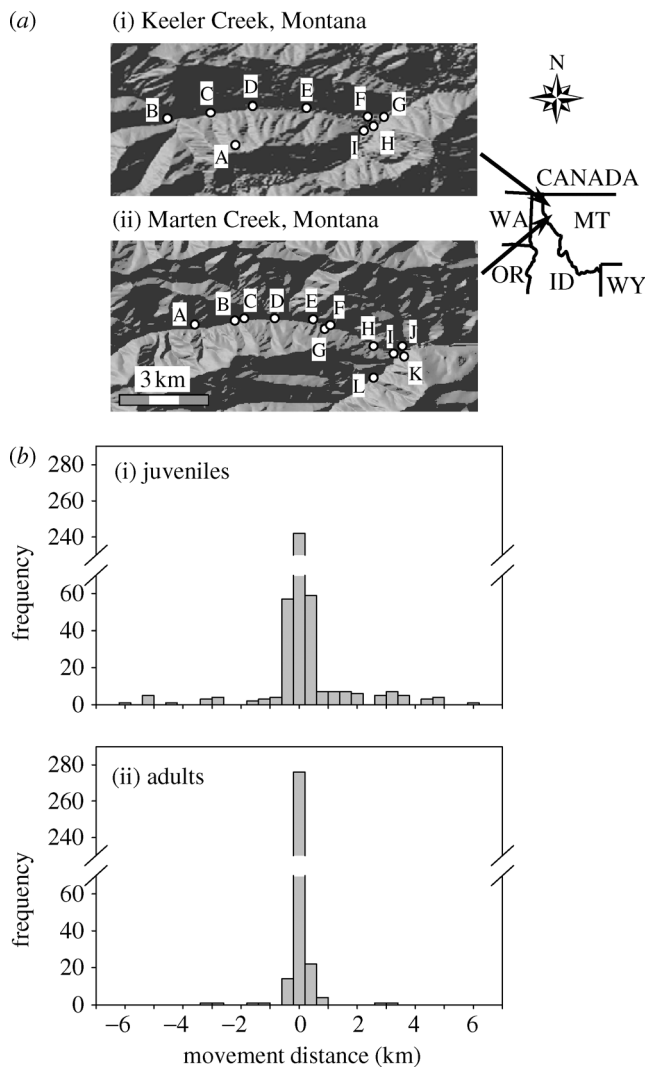 (a)
(i) Keeler Creek, Montana
B
C
D
E
F
G
A
I
H
N
CANADA
WA
MT
OR
ID
WY
(ii) Marten Creek, Montana
A
B
C
D
E
F
G
H
I
J
K
L
3 km
(b)
(i) juveniles
frequency
280
260
240
60
40
20
0
(ii) adults
frequency
280
260
240
60
40
20
0
−6 −4 −2 0 2 4 6
movement distance (km)